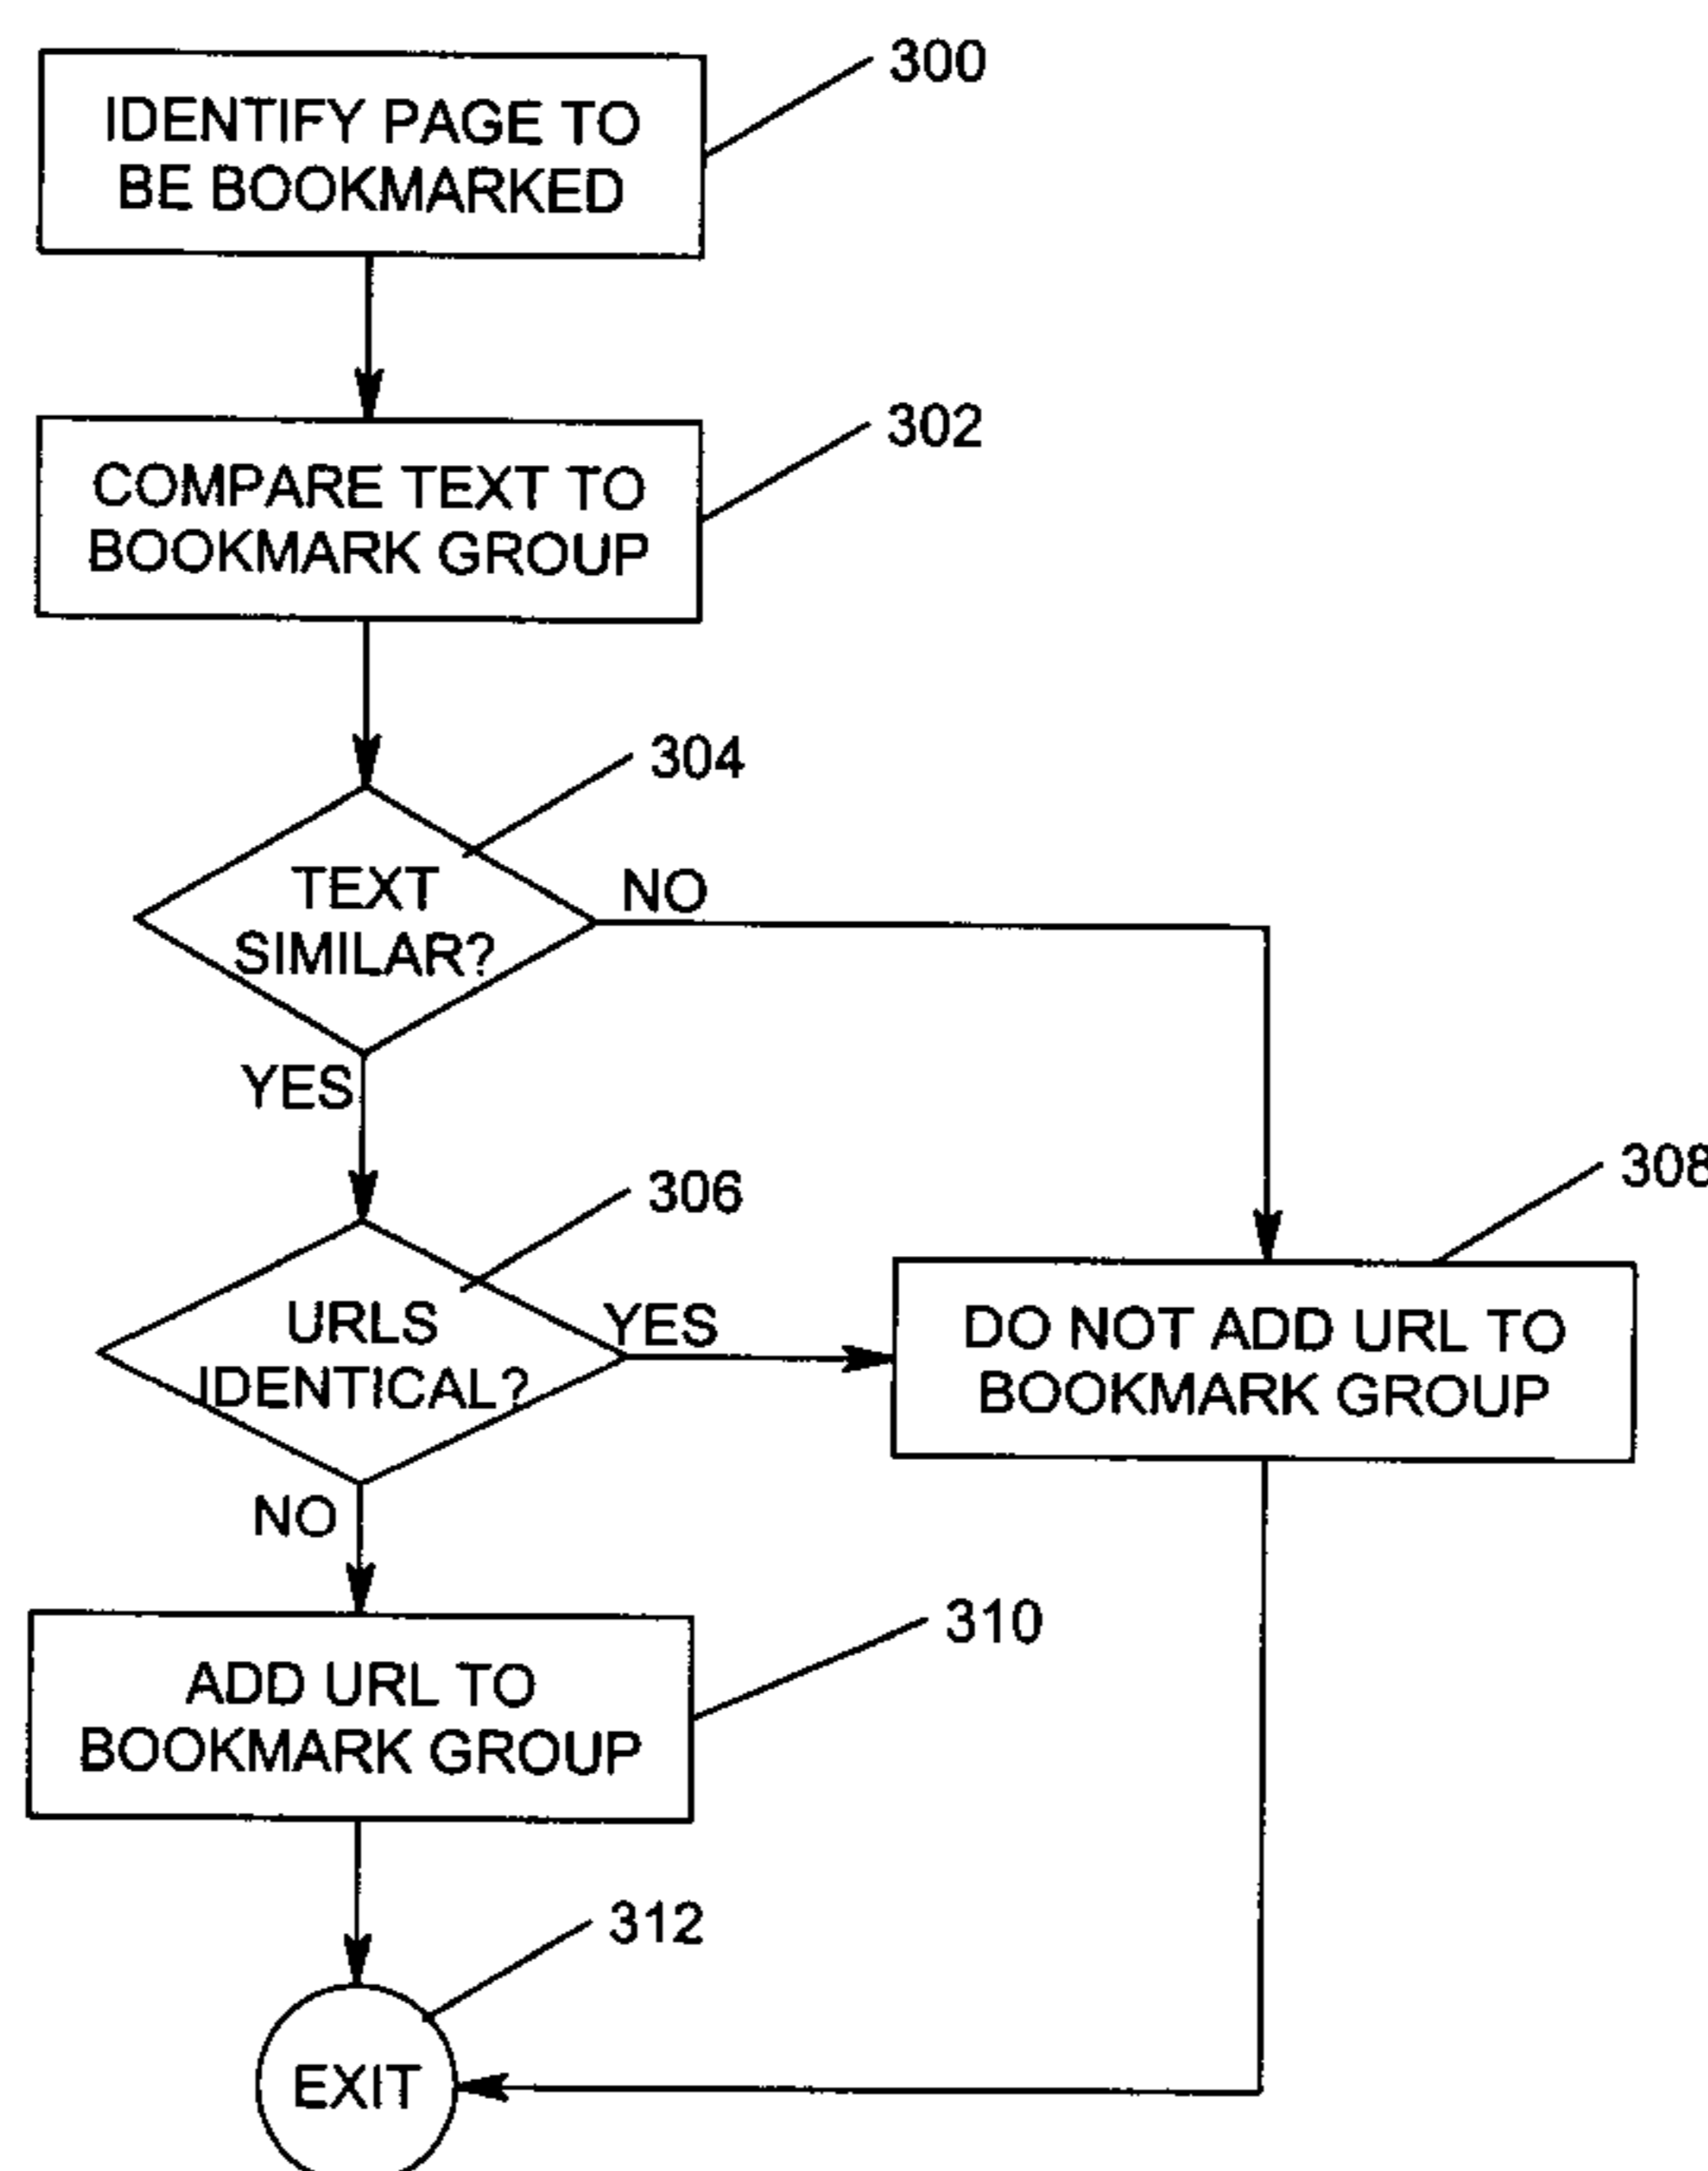 300
IDENTIFY PAGE TO
BE BOOKMARKED
302
COMPARE TEXT TO
BOOKMARK GROUP
304
TEXT
SIMILAR?
NO
YES
306
308
URLS
IDENTICAL?
YES
DO NOT ADD URL TO
BOOKMARK GROUP
NO
310
ADD URL TO
BOOKMARK GROUP
312
EXIT